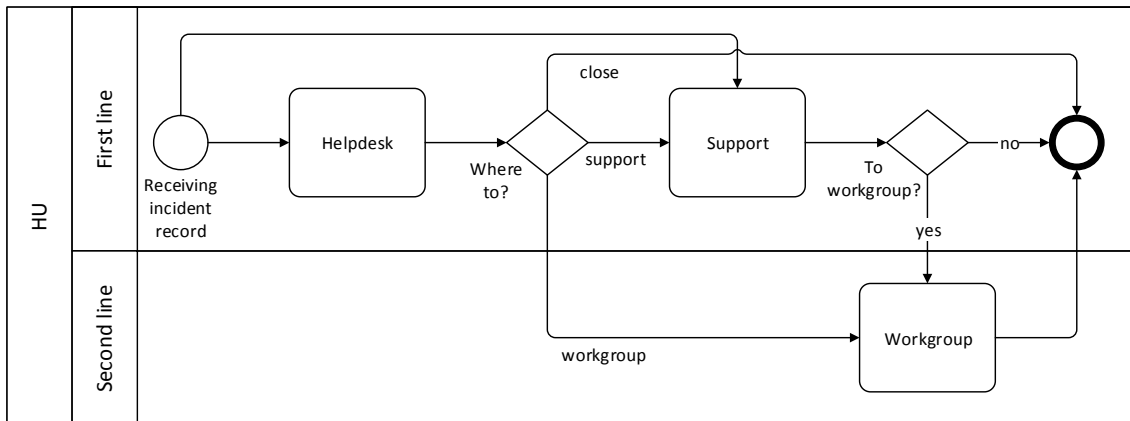 HU
First line
Second line
Receiving
incident
record
Helpdesk
Where
to?
close
support
workgroup
Support
To
workgroup?
no
yes
Workgroup